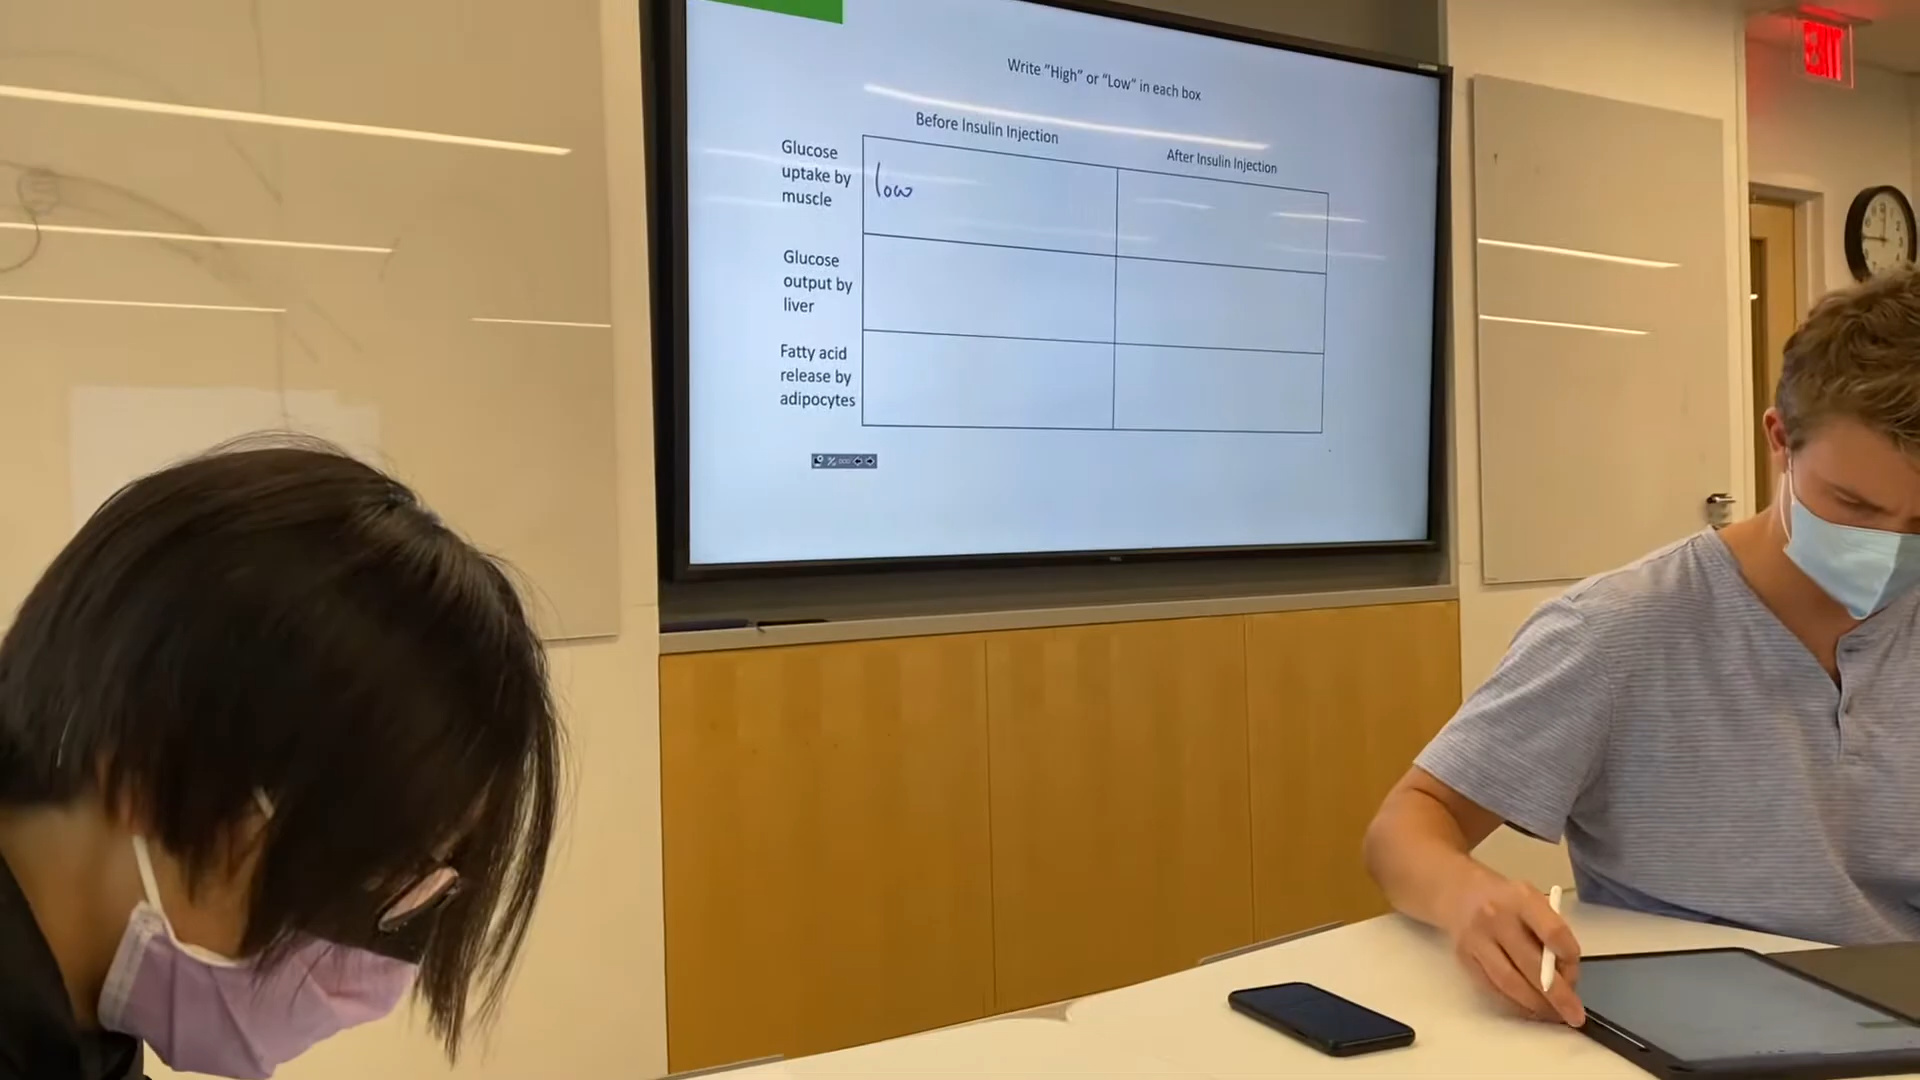 Write “High” or “Low” in each box
Before Insulin Injection
After Insulin Injection
Glucose
uptake by
muscle
low
Glucose
output by
liver
Fatty acid
release by
adipocytes
EXIT